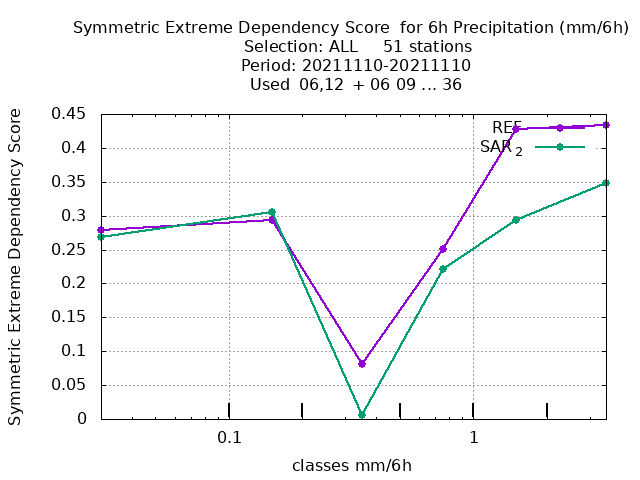 Symmetric Extreme Dependency Score for 6h Precipitation (mm/6h)
Selection: ALL 51 stations
Period: 20211110-20211110
Used 06,12 + 06 09 ... 36
Symmetric Extreme Dependency Score
0.45
0.4
0.35
0.3
0.25
0.2
0.15
0.1
0.05
0
REF
SAR 2
0.1
1
classes mm/6h